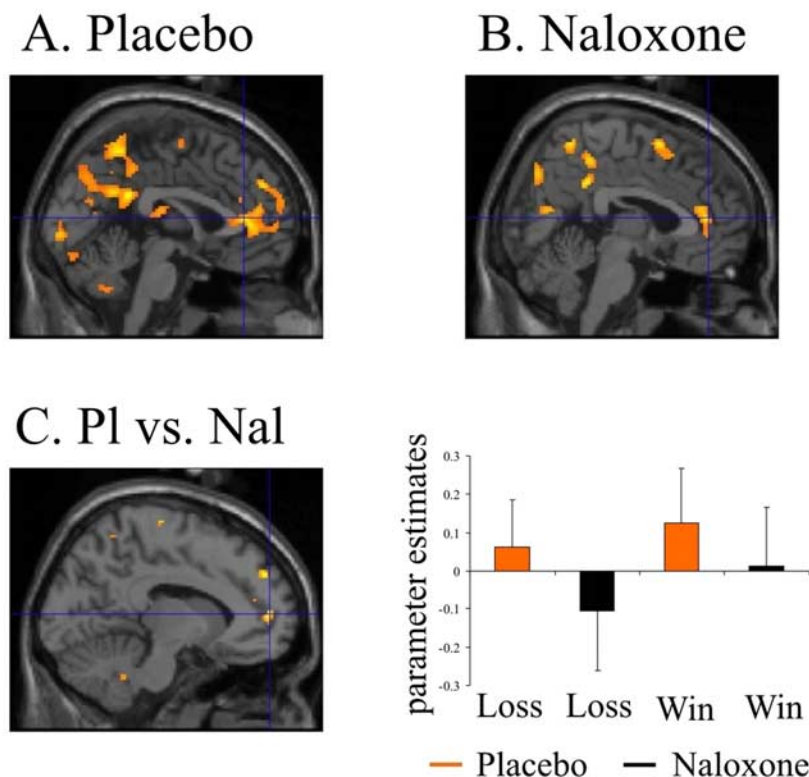 A. Placebo
B. Naloxone
C. Pl vs. Nal
parameter estimates
0.3
0.2
0.1
0
-0.1
-0.2
-0.3
Loss Loss Win Win
Placebo Naloxone